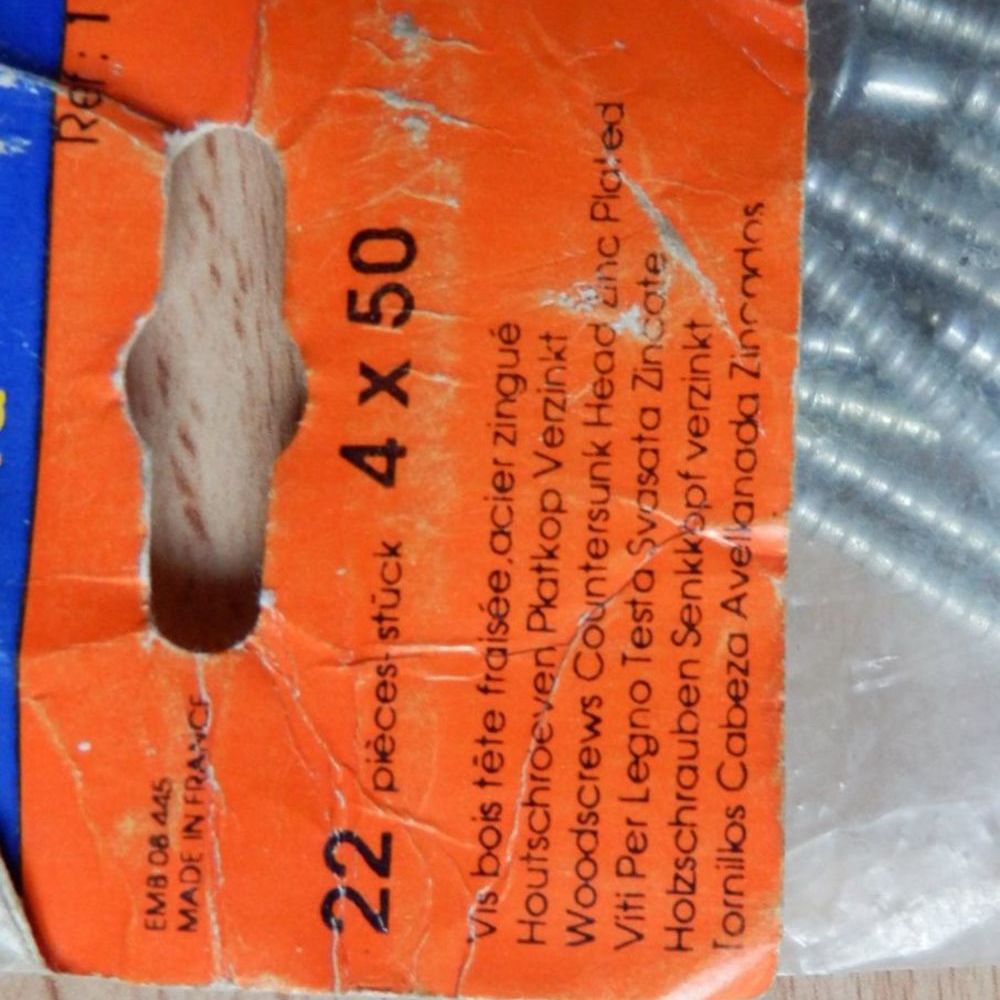 EMB 08 445
MADE IN FRANCE
Réf : 1
22 pièces-stück 4 x 50
Vis bois tête fraisée, acier zingué
Houtschroeven Platkop Verzinkt
Woodscrews Countersunk Head Zinc Plated
Viti Per Legno Testa Svasata Zincate
Holzschrauben Senkkopf verzinkt
Tornillos Cabeza Avellanada Zincados